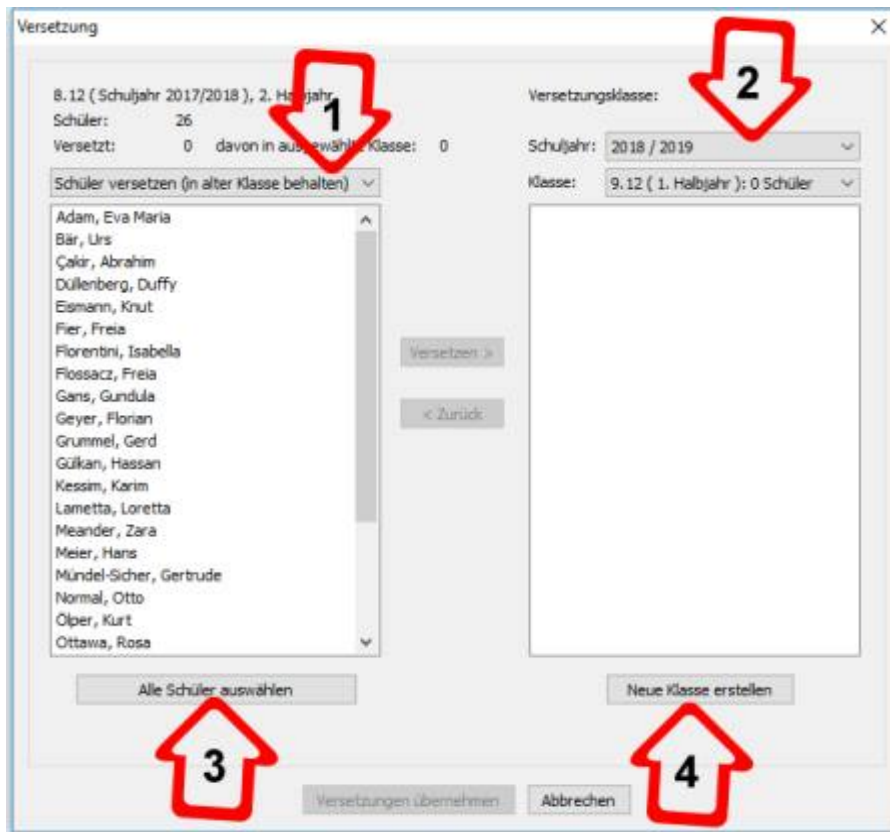 Versetzung
8.12 ( Schuljahr 2017/2018 ), 2. Halbjahr
Schüler: 26
Versetzt: 0 davon in ausgewählte Klasse: 0
Schüler versetzen (in alter Klasse behalten)
Adam, Eva Maria
Bär, Urs
Çakir, Abrahim
Düllenberg, Duffy
Eismann, Knut
Fier, Freia
Florentini, Isabella
Flossacz, Freia
Gans, Gundula
Geyer, Florian
Grummel, Gerd
Gülkan, Hassan
Kessim, Karim
Lametta, Loretta
Meander, Zara
Meier, Hans
Mündel-Sicher, Gertrude
Normal, Otto
Ölper, Kurt
Ottawa, Rosa
Alle Schüler auswählen
Versetzen >
< Zurück
Versetzungsklasse:
Schuljahr: 2018 / 2019
Klasse: 9.12 ( 1. Halbjahr ): 0 Schüler
Neue Klasse erstellen
Versetzungen übernehmen
Abbrechen
1
2
3
4